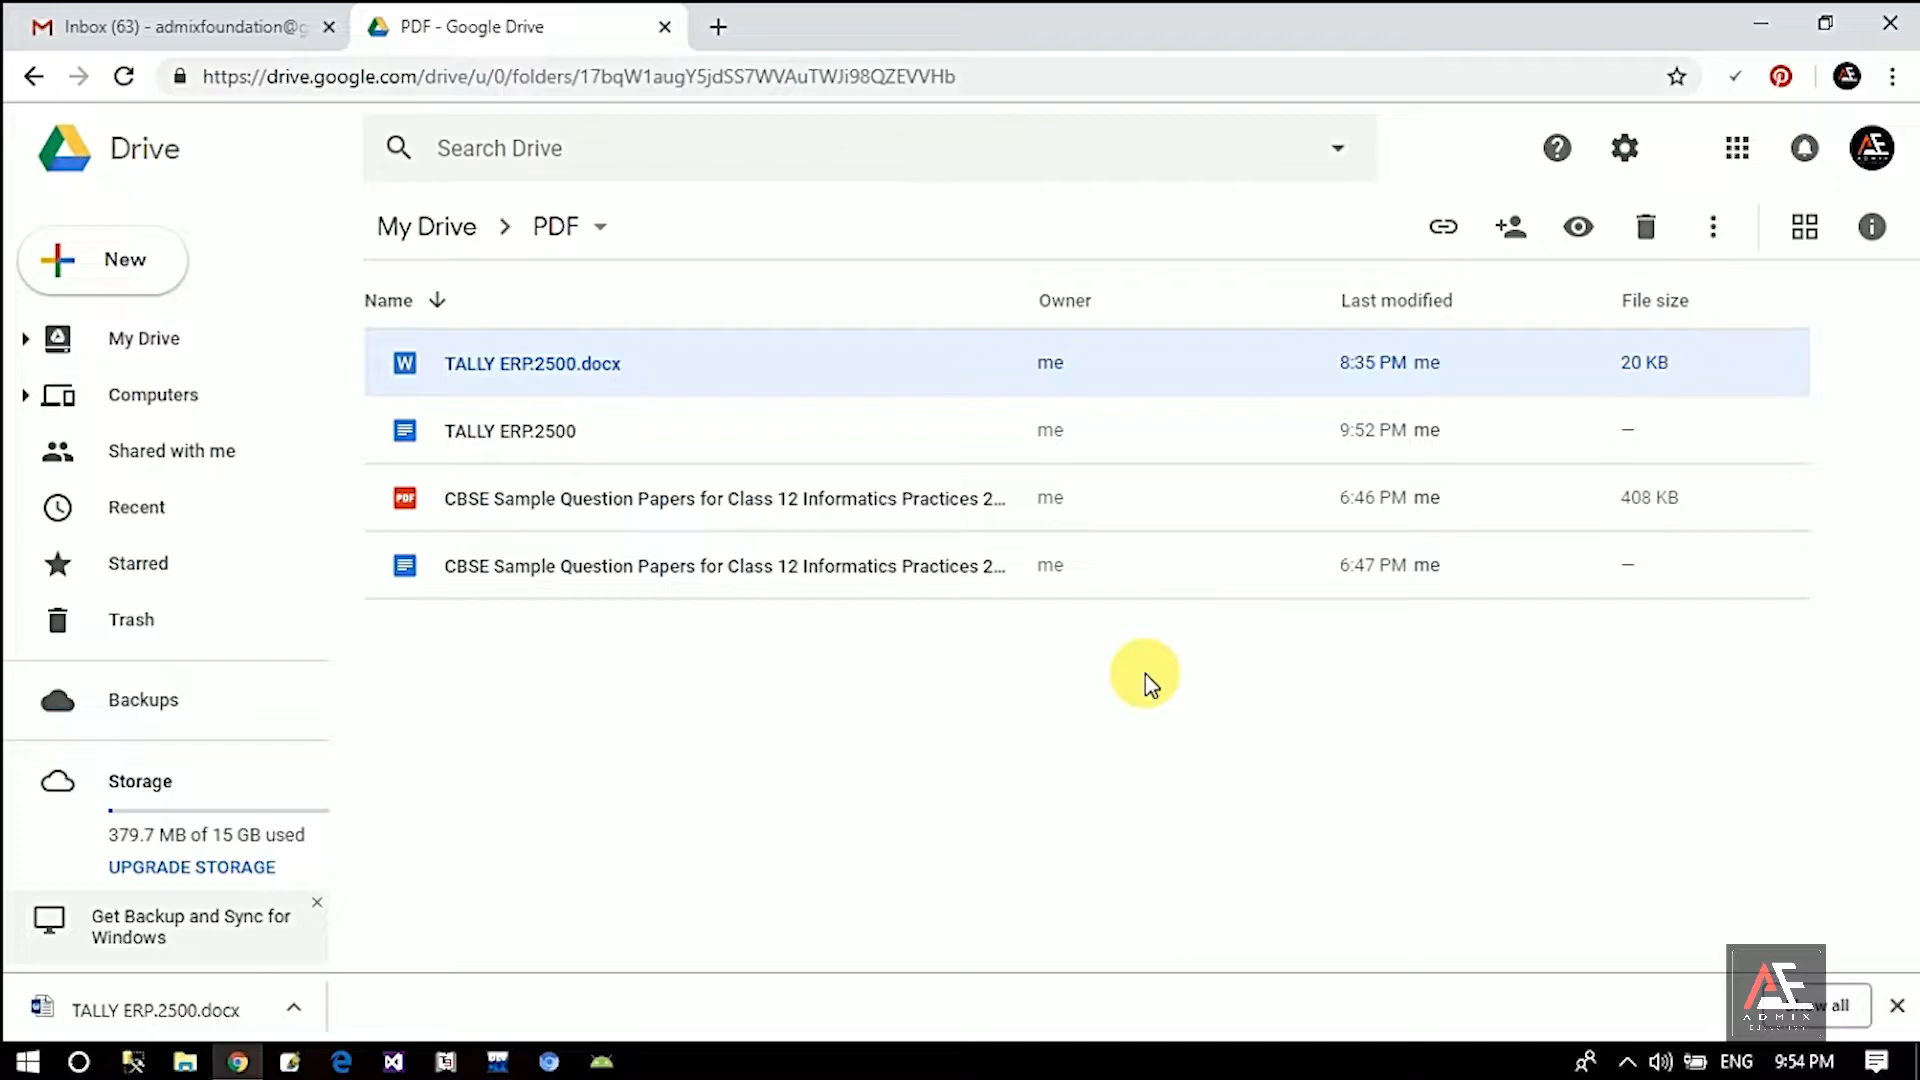 Inbox (63) - admixfoundation@g
PDF - Google Drive
https://drive.google.com/drive/u/0/folders/17bqW1augY5jdSS7WVAuTWJi98QZEVVHb
Drive
Search Drive
My Drive > PDF
New
Name Owner Last modified File size
My Drive
TALLY ERP.2500.docx me 8:35 PM me 20 KB
Computers
TALLY ERP.2500 me 9:52 PM me —
Shared with me
CBSE Sample Question Papers for Class 12 Informatics Practices 2... me 6:46 PM me 408 KB
Recent
CBSE Sample Question Papers for Class 12 Informatics Practices 2... me 6:47 PM me —
Starred
Trash
Backups
Storage
379.7 MB of 15 GB used
UPGRADE STORAGE
Get Backup and Sync for
Windows
TALLY ERP.2500.docx
all
ADMIX
ENG 9:54 PM